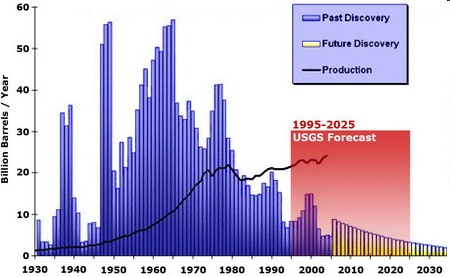 60
50
40
30
20
10
0
Billion Barrels / Year
Past Discovery
Future Discovery
Production
1995-2025
USGS Forecast
1930 1940 1950 1960 1970 1980 1990 2000 2010 2020 2030